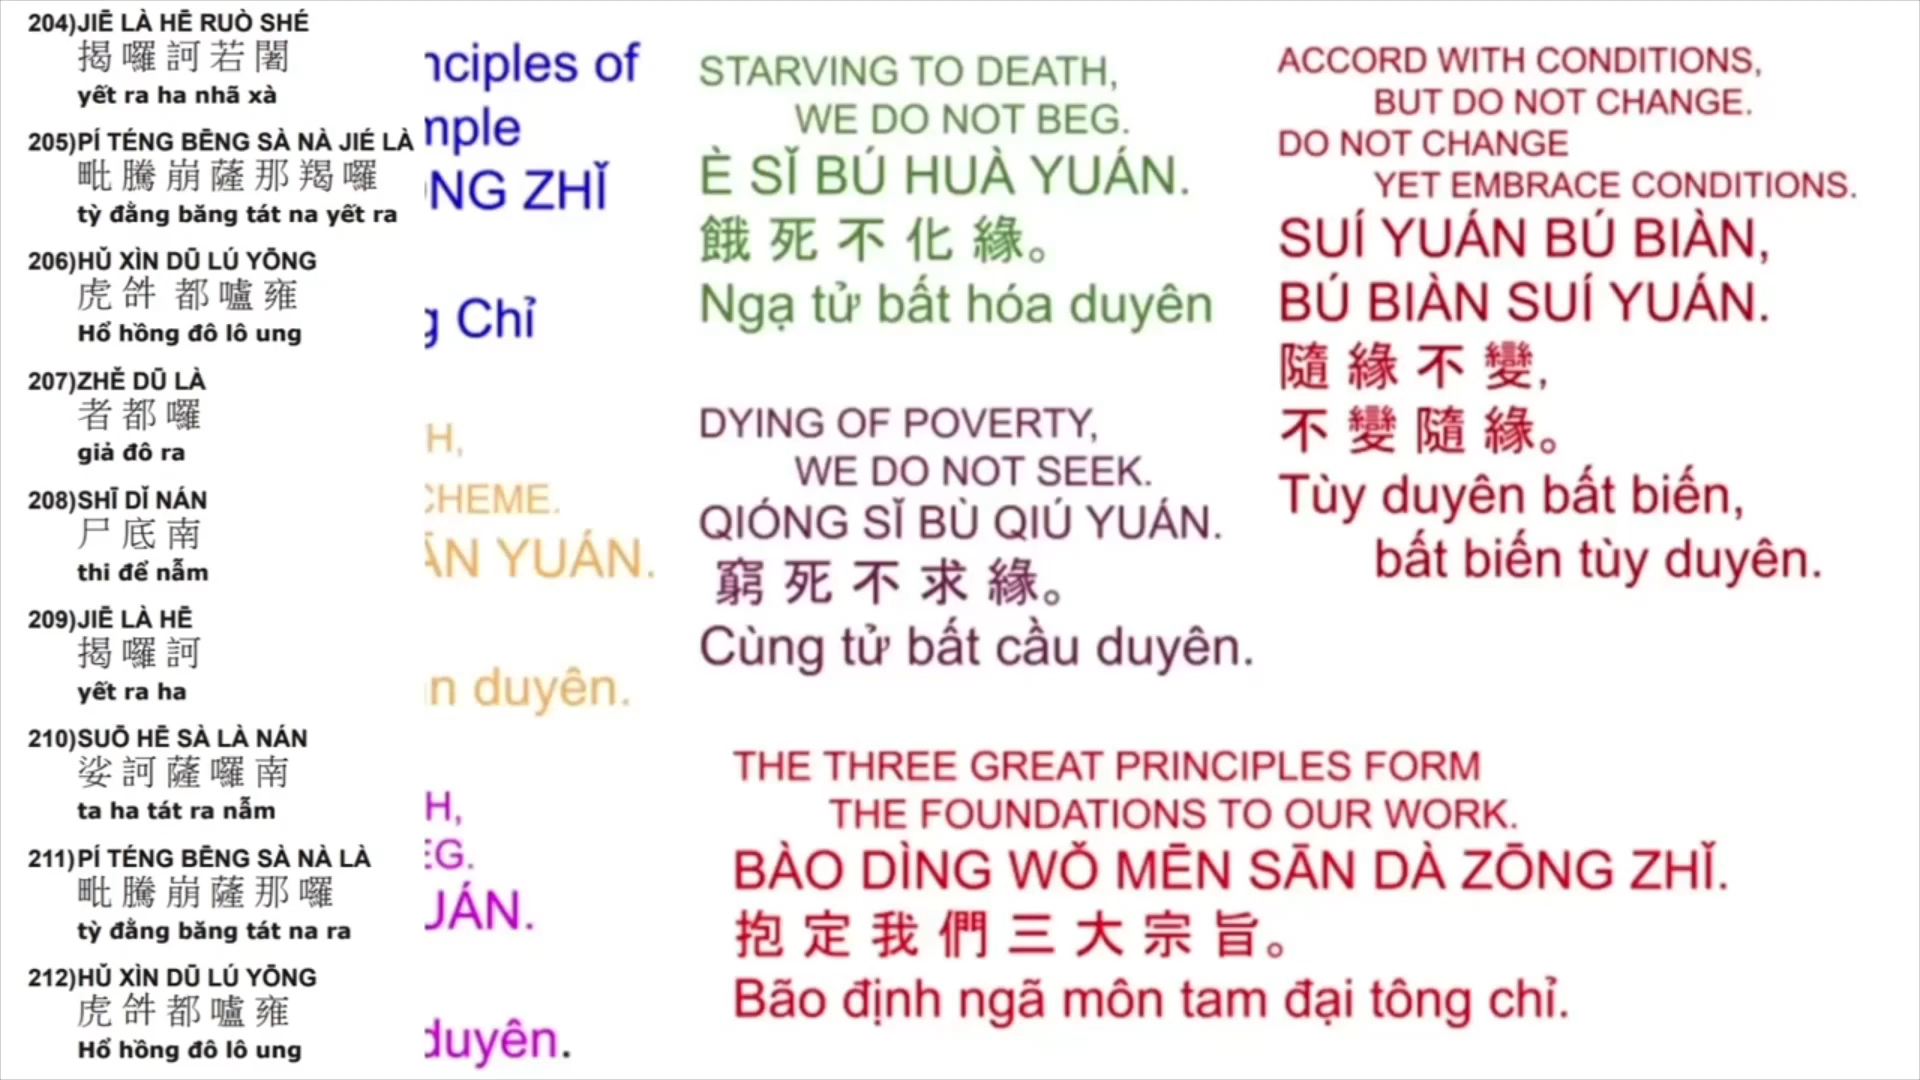 204)JIĒ LÀ HĒ RUÒ SHÉ
揭 囉 訶 若 闍
yết ra ha nhã xà
205)PÍ TÉNG BĒNG SÀ NÀ JIÉ LÀ
毗 騰 崩 薩 那 羯 囉
tỳ đằng băng tát na yết ra
206)HǓ XÌN DŪ LÚ YŌNG
虎 𤙖 都 嚧 雍
Hổ hồng đô lô ung
207)ZHĚ DŪ LÀ
者 都 囉
giả đô ra
208)SHĪ DǏ NÁN
尸 底 南
thi để nẫm
209)JIĒ LÀ HĒ
揭 囉 訶
yết ra ha
210)SUŌ HĒ SÀ LÀ NÁN
娑 訶 薩 囉 南
ta ha tát ra nẫm
211)PÍ TÉNG BĒNG SÀ NÀ LÀ
毗 騰 崩 薩 那 囉
tỳ đằng băng tát na ra
212)HǓ XÌN DŪ LÚ YŌNG
虎 𤙖 都 嚧 雍
Hổ hồng đô lô ung
nciples of
mple
ONG ZHǏ
g Chỉ
H,
CHEME.
ĀN YUÁN.
n duyên.
H,
EG.
UÁN.
duyên.
STARVING TO DEATH,
WE DO NOT BEG.
È SǏ BÚ HUÀ YUÁN.
餓 死 不 化 緣。
Ngạ tử bất hóa duyên
DYING OF POVERTY,
WE DO NOT SEEK.
QIÓNG SǏ BÙ QIÚ YUÁN.
窮 死 不 求 緣。
Cùng tử bất cầu duyên.
ACCORD WITH CONDITIONS,
BUT DO NOT CHANGE.
DO NOT CHANGE
YET EMBRACE CONDITIONS.
SUÍ YUÁN BÚ BIÀN,
BÚ BIÀN SUÍ YUÁN.
隨 緣 不 變,
不 變 隨 緣。
Tùy duyên bất biến,
bất biến tùy duyên.
THE THREE GREAT PRINCIPLES FORM
THE FOUNDATIONS TO OUR WORK.
BÀO DÌNG WǑ MĒN SĀN DÀ ZŌNG ZHǏ.
抱 定 我 們 三 大 宗 旨。
Bão định ngã môn tam đại tông chỉ.